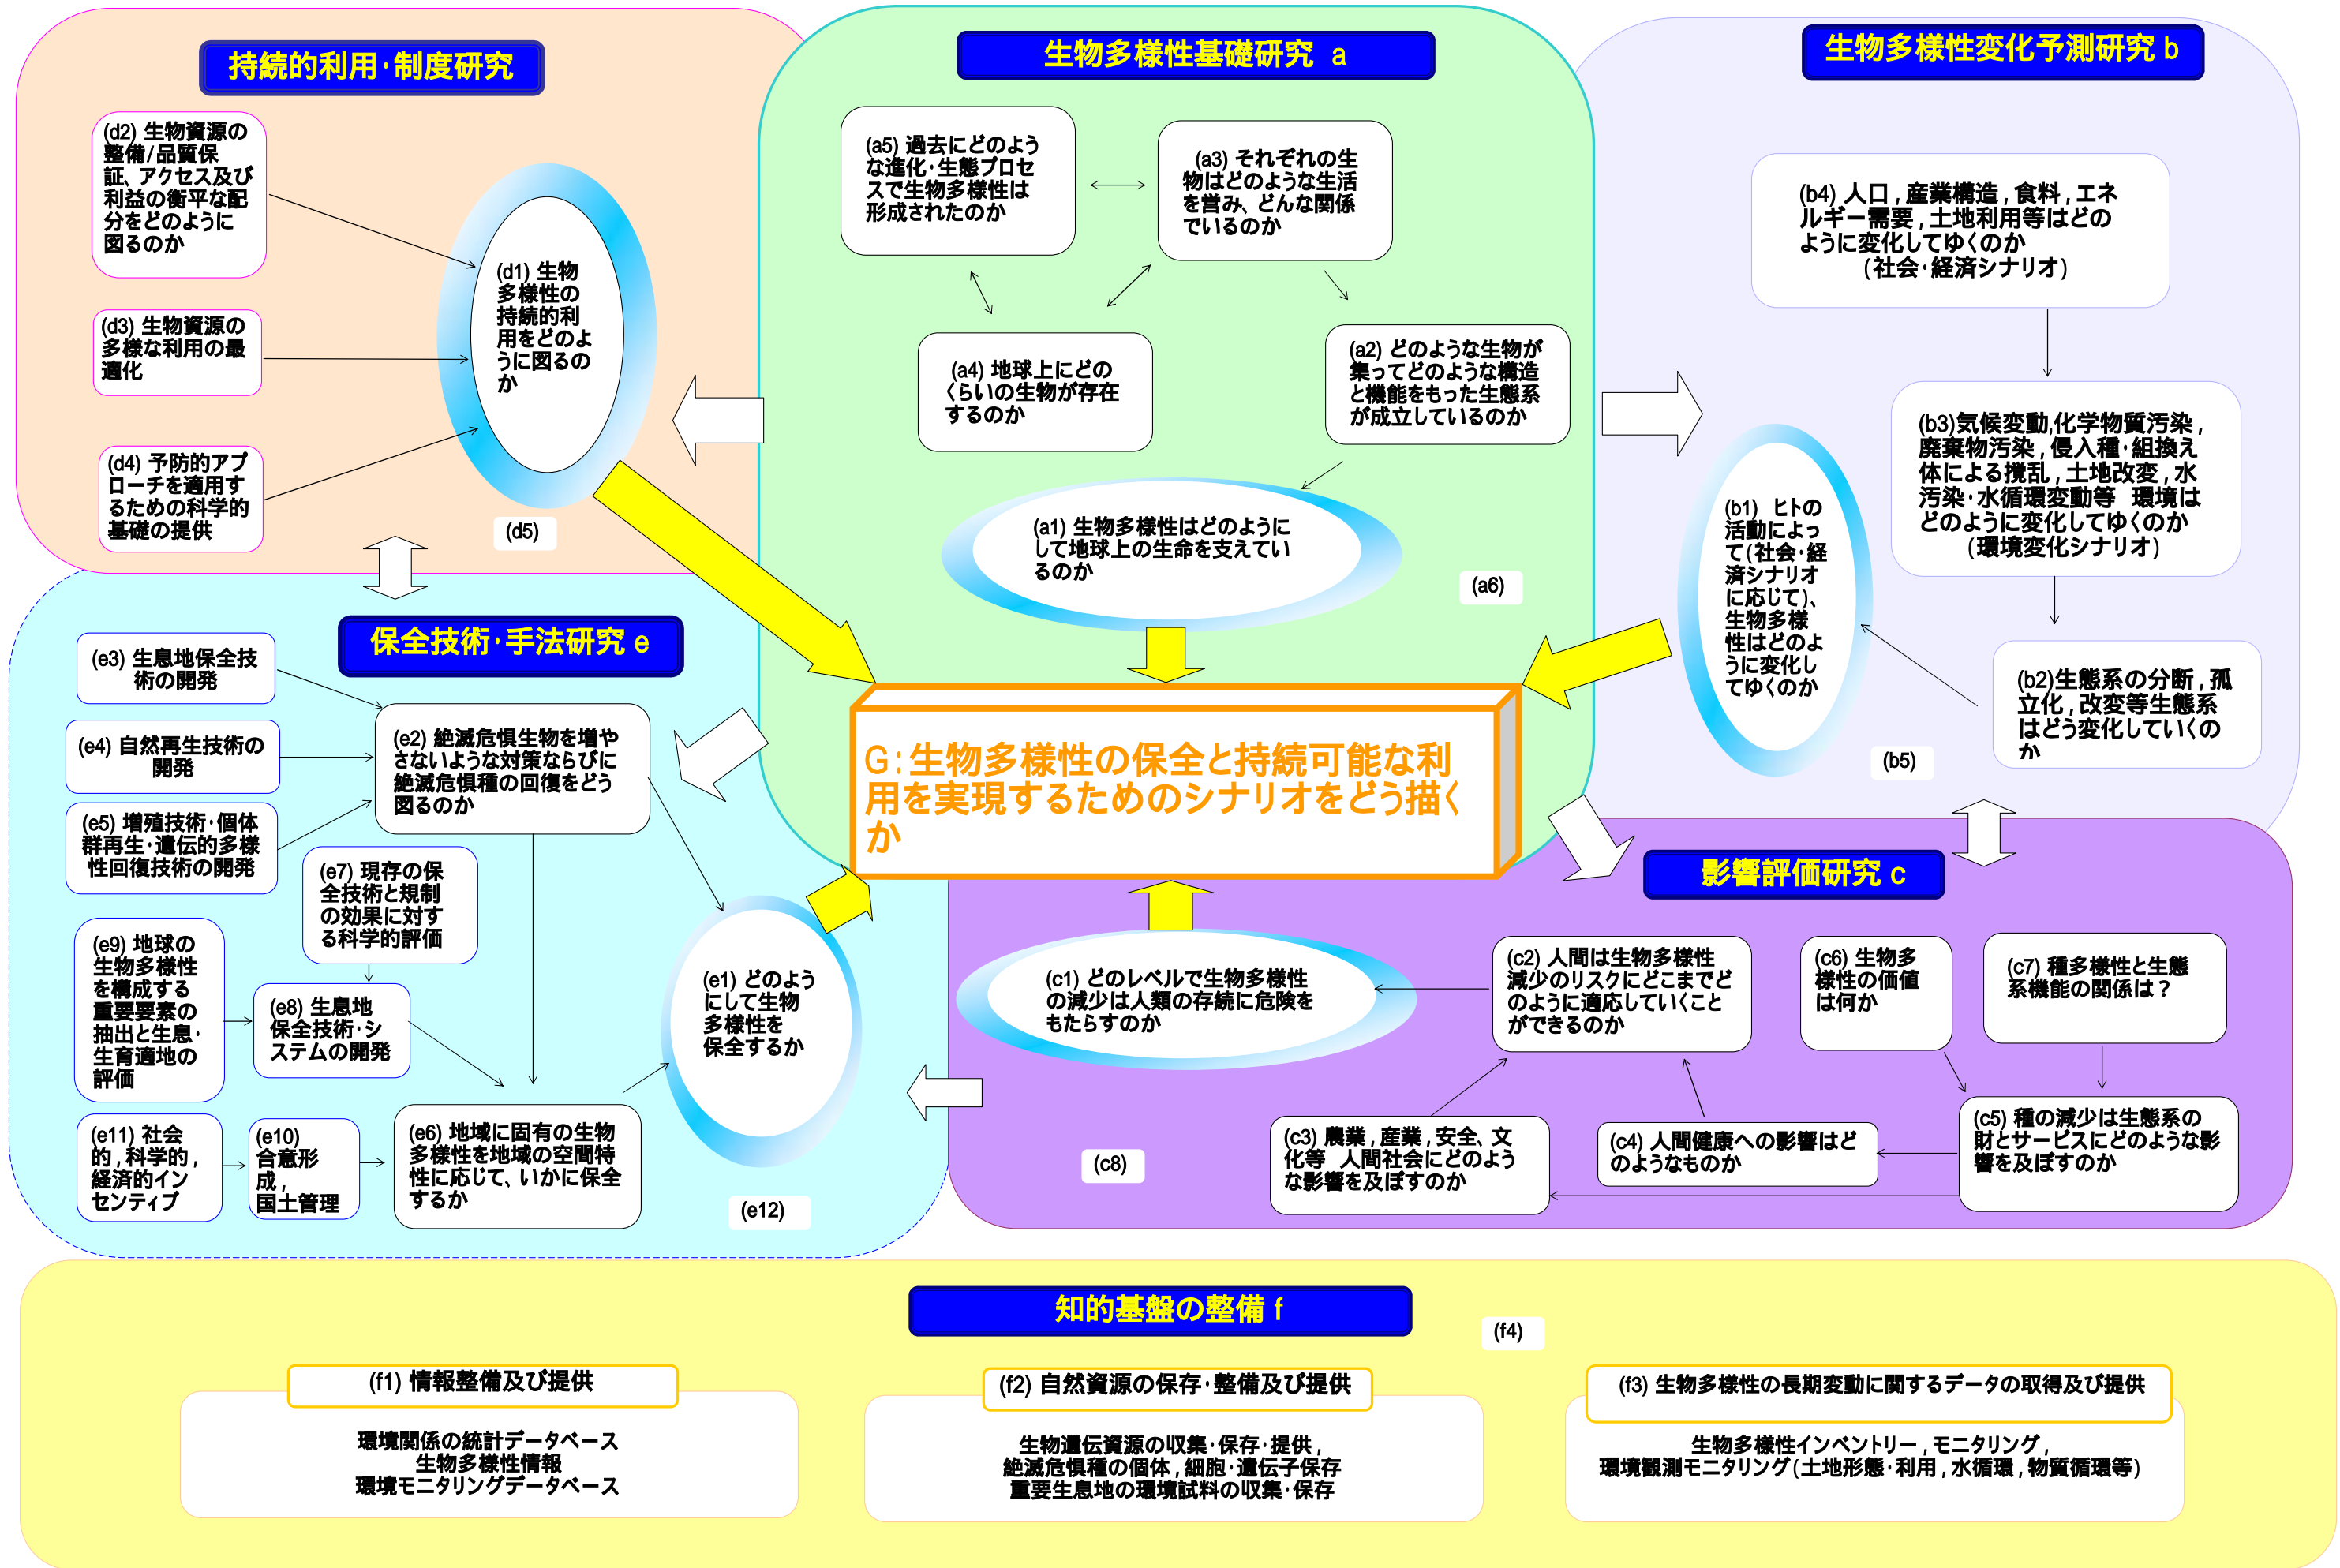 持続的利用･制度研究
(d2) 生物資源の
整備/品質保
証､アクセス及び
利益の衡平な配
分をどのように
図るのか
(d3) 生物資源の
多様な利用の最
適化
(d4) 予防的アプ
ローチを適用す
るための科学的
基礎の提供
(d1) 生物
多様性の
持続的利
用をどのよ
うに図るの
か
(d5)
生物多様性基礎研究 a
(a5) 過去にどのよう
な進化･生態プロセ
スで生物多様性は
形成されたのか
(a3) それぞれの生
物はどのような生活
を営み､どんな関係
でいるのか
(a4) 地球上にどの
くらいの生物が存在
するのか
(a2) どのような生物が
集ってどのような構造
と機能をもった生態系
が成立しているのか
(a1) 生物多様性はどのように
して地球上の生命を支えてい
るのか
(a6)
生物多様性変化予測研究 b
(b4) 人口 , 産業構造 , 食料 , エネ
ルギー需要 , 土地利用等はどの
ように変化してゆくのか
(社会･経済シナリオ)
(b3)気候変動,化学物質汚染 ,
廃棄物汚染 , 侵入種･組換え
体による撹乱 , 土地改変 , 水
汚染･水循環変動等 環境は
どのように変化してゆくのか
(環境変化シナリオ)
(b1) ヒトの
活動によっ
て(社会･経
済シナリオ
に応じて)､
生物多様
性はどのよ
うに変化し
てゆくのか
(b2)生態系の分断 , 孤
立化 , 改変等生態系
はどう変化していくの
か
(b5)
保全技術･手法研究 e
(e3) 生息地保全技
術の開発
(e4) 自然再生技術の
開発
(e5) 増殖技術･個体
群再生･遺伝的多様
性回復技術の開発
(e2) 絶滅危惧生物を増や
さないような対策ならびに
絶滅危惧種の回復をどう
図るのか
(e7) 現存の保
全技術と規制
の効果に対す
る科学的評価
(e9) 地球の
生物多様性
を構成する
重要要素の
抽出と生息･
生育適地の
評価
(e8) 生息地
保全技術･シ
ステムの開発
(e11) 社会
的 , 科学的 ,
経済的イン
センティブ
(e10)
合意形
成 ,
国土管理
(e6) 地域に固有の生物
多様性を地域の空間特
性に応じて､いかに保全
するか
(e1) どのよう
にして生物
多様性を
保全するか
(e12)
G:生物多様性の保全と持続可能な利
用を実現するためのシナリオをどう描く
か
影響評価研究 c
(c1) どのレベルで生物多様性
の減少は人類の存続に危険を
もたらすのか
(c2) 人間は生物多様性
減少のリスクにどこまでど
のように適応していくこと
ができるのか
(c6) 生物多
様性の価値
は何か
(c7) 種多様性と生態
系機能の関係は？
(c3) 農業 , 産業 , 安全､文
化等 人間社会にどのよう
な影響を及ぼすのか
(c4) 人間健康への影響はど
のようなものか
(c5) 種の減少は生態系の
財とサービスにどのような影
響を及ぼすのか
(c8)
知的基盤の整備 f
(f4)
(f1) 情報整備及び提供
環境関係の統計データベース
生物多様性情報
環境モニタリングデータベース
(f2) 自然資源の保存･整備及び提供
生物遺伝資源の収集･保存･提供 ,
絶滅危惧種の個体 , 細胞･遺伝子保存
重要生息地の環境試料の収集･保存
(f3) 生物多様性の長期変動に関するデータの取得及び提供
生物多様性インベントリー , モニタリング ,
環境観測モニタリング(土地形態･利用 , 水循環 , 物質循環等)